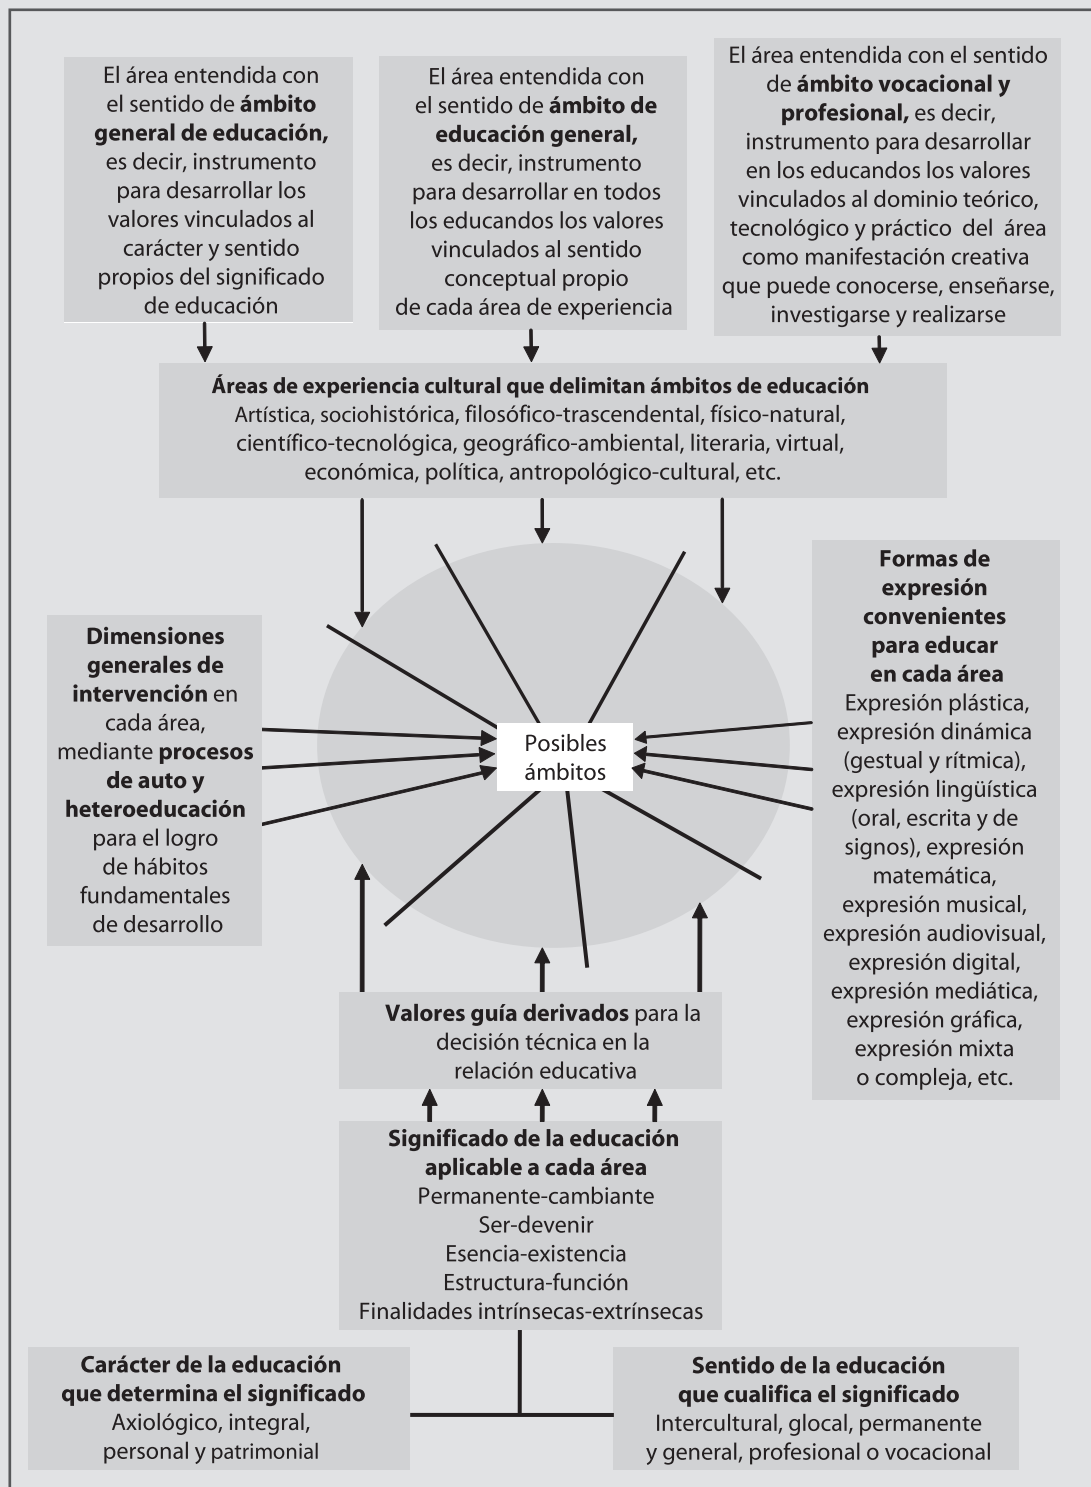 El área entendida con
el sentido de ámbito
general de educación,
es decir, instrumento
para desarrollar los
valores vinculados al
carácter y sentido
propios del significado
de educación
El área entendida con
el sentido de ámbito de
educación general,
es decir, instrumento
para desarrollar en todos
los educandos los valores
vinculados al sentido
conceptual propio
de cada área de experiencia
El área entendida con el sentido
de ámbito vocacional y
profesional, es decir,
instrumento para desarrollar
en los educandos los valores
vinculados al dominio teórico,
tecnológico y práctico del área
como manifestación creativa
que puede conocerse, enseñarse,
investigarse y realizarse
Áreas de experiencia cultural que delimitan ámbitos de educación
Artística, sociohistórica, filosófico-trascendental, físico-natural,
científico-tecnológica, geográfico-ambiental, literaria, virtual,
económica, política, antropológico-cultural, etc.
Dimensiones
generales de
intervención en
cada área,
mediante procesos
de auto y
heteroeducación
para el logro
de hábitos
fundamentales
de desarrollo
Posibles
ámbitos
Formas de
expresión
convenientes
para educar
en cada área
Expresión plástica,
expresión dinámica
(gestual y rítmica),
expresión lingüística
(oral, escrita y de
signos), expresión
matemática,
expresión musical,
expresión audiovisual,
expresión digital,
expresión mediática,
expresión gráfica,
expresión mixta
o compleja, etc.
Valores guía derivados para la
decisión técnica en la
relación educativa
Significado de la educación
aplicable a cada área
Permanente-cambiante
Ser-devenir
Esencia-existencia
Estructura-función
Finalidades intrínsecas-extrínsecas
Carácter de la educación
que determina el significado
Axiológico, integral,
personal y patrimonial
Sentido de la educación
que cualifica el significado
Intercultural, glocal, permanente
y general, profesional o vocacional